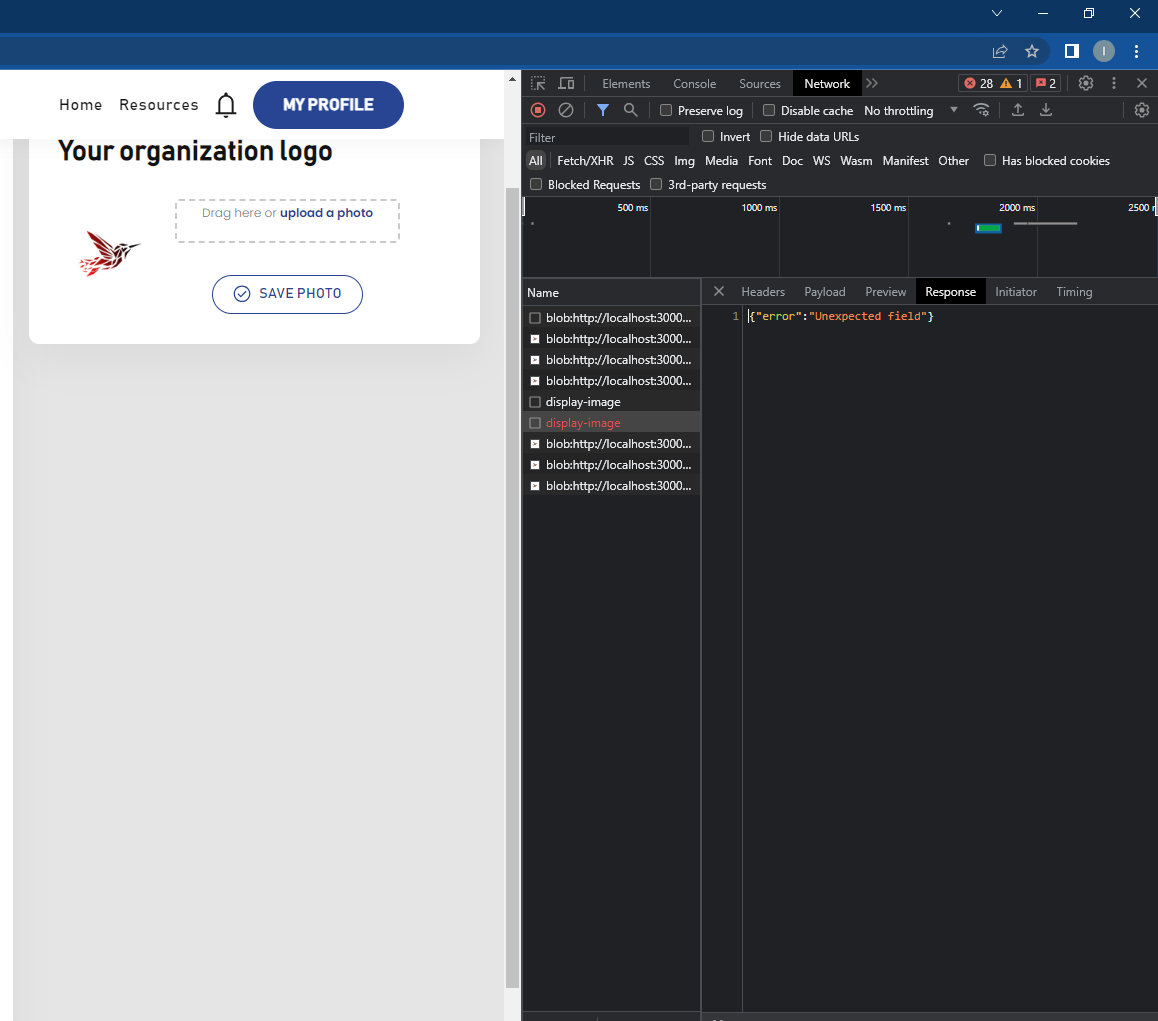 Home Resources MY PROFILE
Your organization logo
Drag here or upload a photo
SAVE PHOTO
I
Elements Console Sources Network 28 1 2
Preserve log Disable cache No throttling
Filter Invert Hide data URLs
All Fetch/XHR JS CSS Img Media Font Doc WS Wasm Manifest Other Has blocked cookies
Blocked Requests 3rd-party requests
500 ms 1000 ms 1500 ms 2000 ms 2500
Name
blob:http://localhost:3000...
blob:http://localhost:3000...
blob:http://localhost:3000...
blob:http://localhost:3000...
display-image
display-image
blob:http://localhost:3000...
blob:http://localhost:3000...
blob:http://localhost:3000...
Headers Payload Preview Response Initiator Timing
1 {"error":"Unexpected field"}